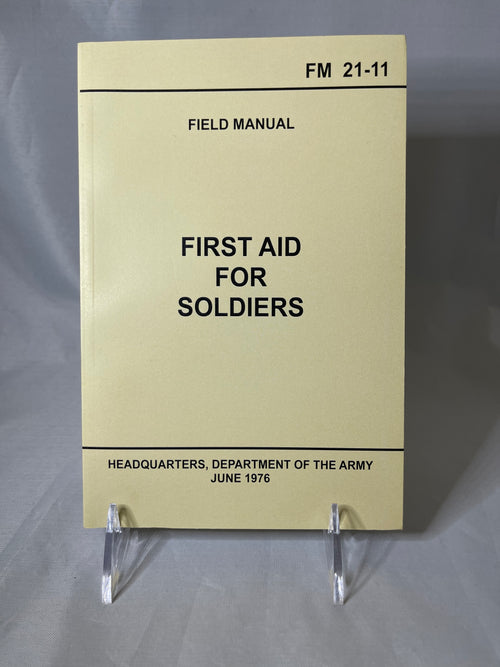 FM 21-11
FIELD MANUAL
FIRST AID
FOR
SOLDIERS
HEADQUARTERS, DEPARTMENT OF THE ARMY
JUNE 1976